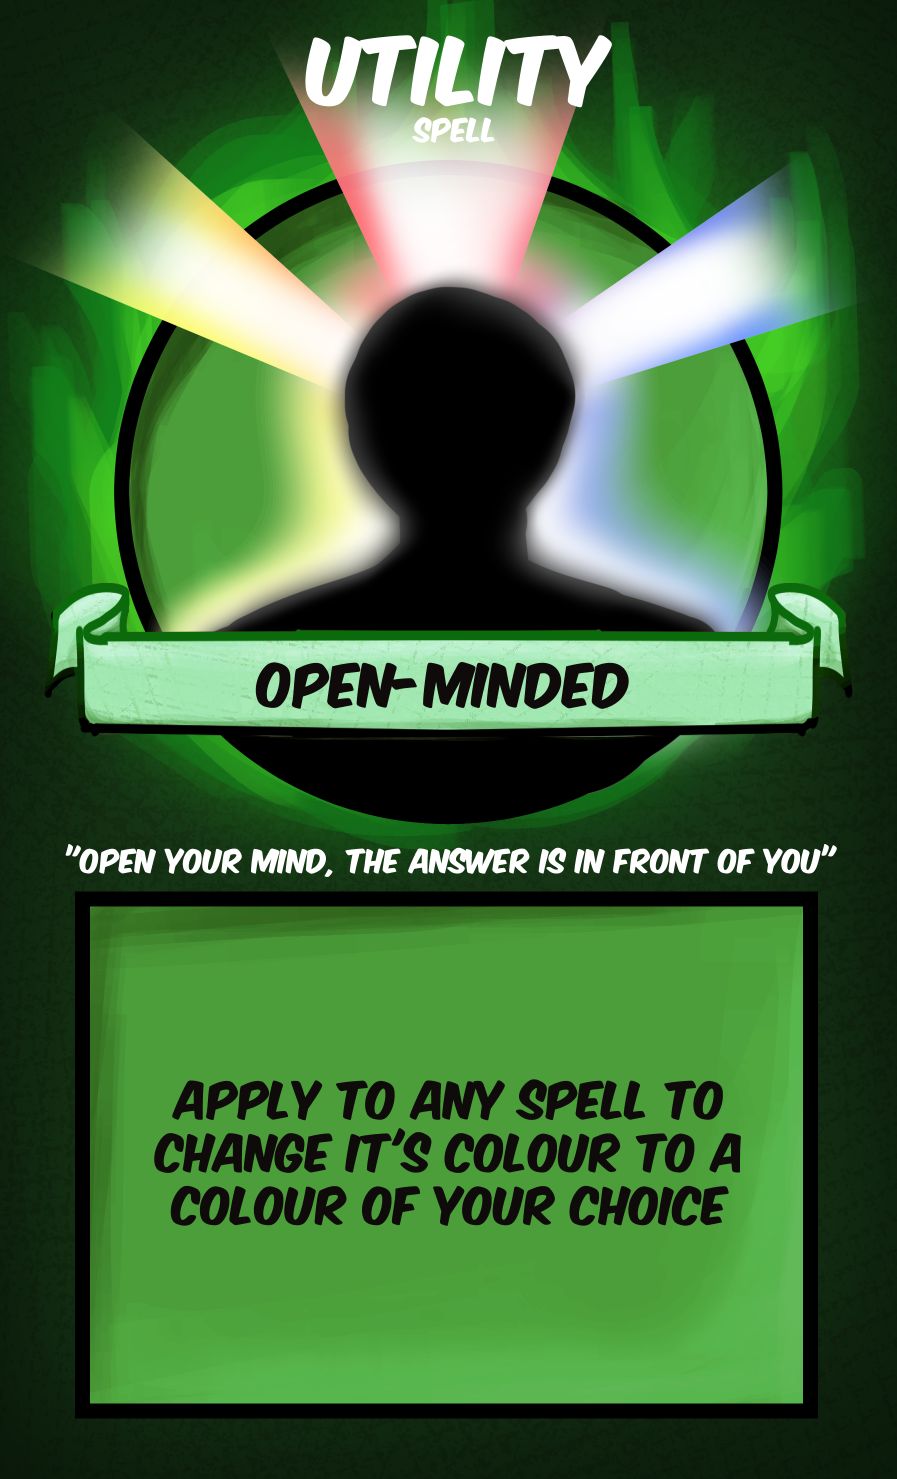 UTILITY
SPELL
OPEN-MINDED
"OPEN YOUR MIND, THE ANSWER IS IN FRONT OF YOU"
APPLY TO ANY SPELL TO
CHANGE IT'S COLOUR TO A
COLOUR OF YOUR CHOICE